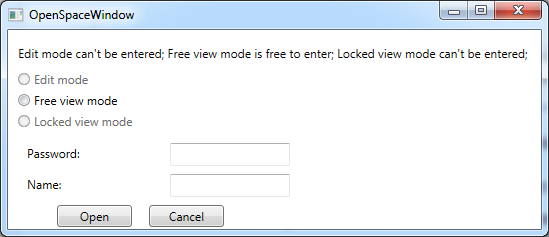 OpenSpaceWindow
Edit mode can't be entered; Free view mode is free to enter; Locked view mode can't be entered;
Edit mode
Free view mode
Locked view mode
Password:
Name:
Open Cancel